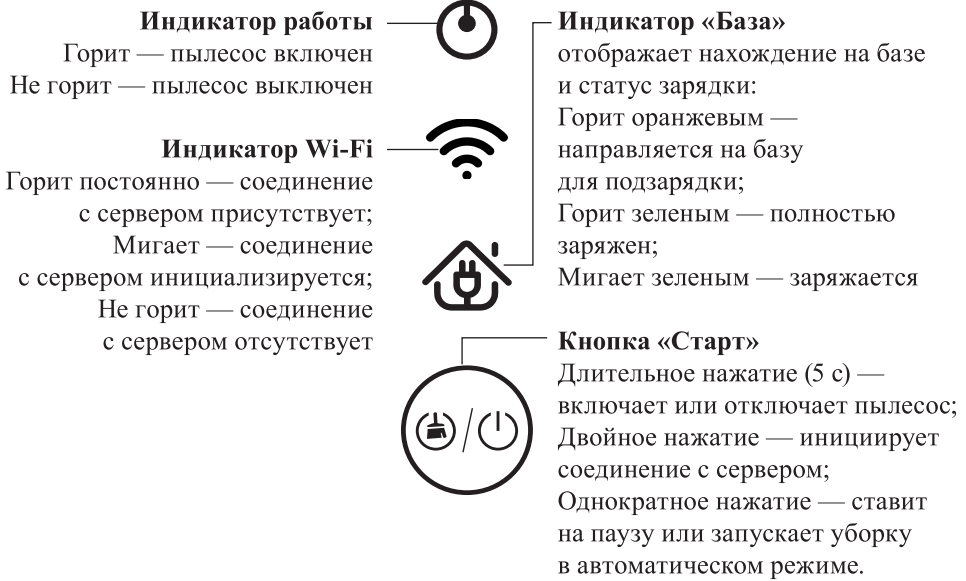 Индикатор работы
Горит — пылесос включен
Не горит — пылесос выключен
Индикатор Wi-Fi
Горит постоянно — соединение
с сервером присутствует;
Мигает — соединение
с сервером инициализируется;
Не горит — соединение
с сервером отсутствует
Индикатор «База»
отображает нахождение на базе
и статус зарядки:
Горит оранжевым —
направляется на базу
для подзарядки;
Горит зеленым — полностью
заряжен;
Мигает зеленым — заряжается
Кнопка «Старт»
Длительное нажатие (5 с) —
включает или отключает пылесос;
Двойное нажатие — инициирует
соединение с сервером;
Однократное нажатие — ставит
на паузу или запускает уборку
в автоматическом режиме.